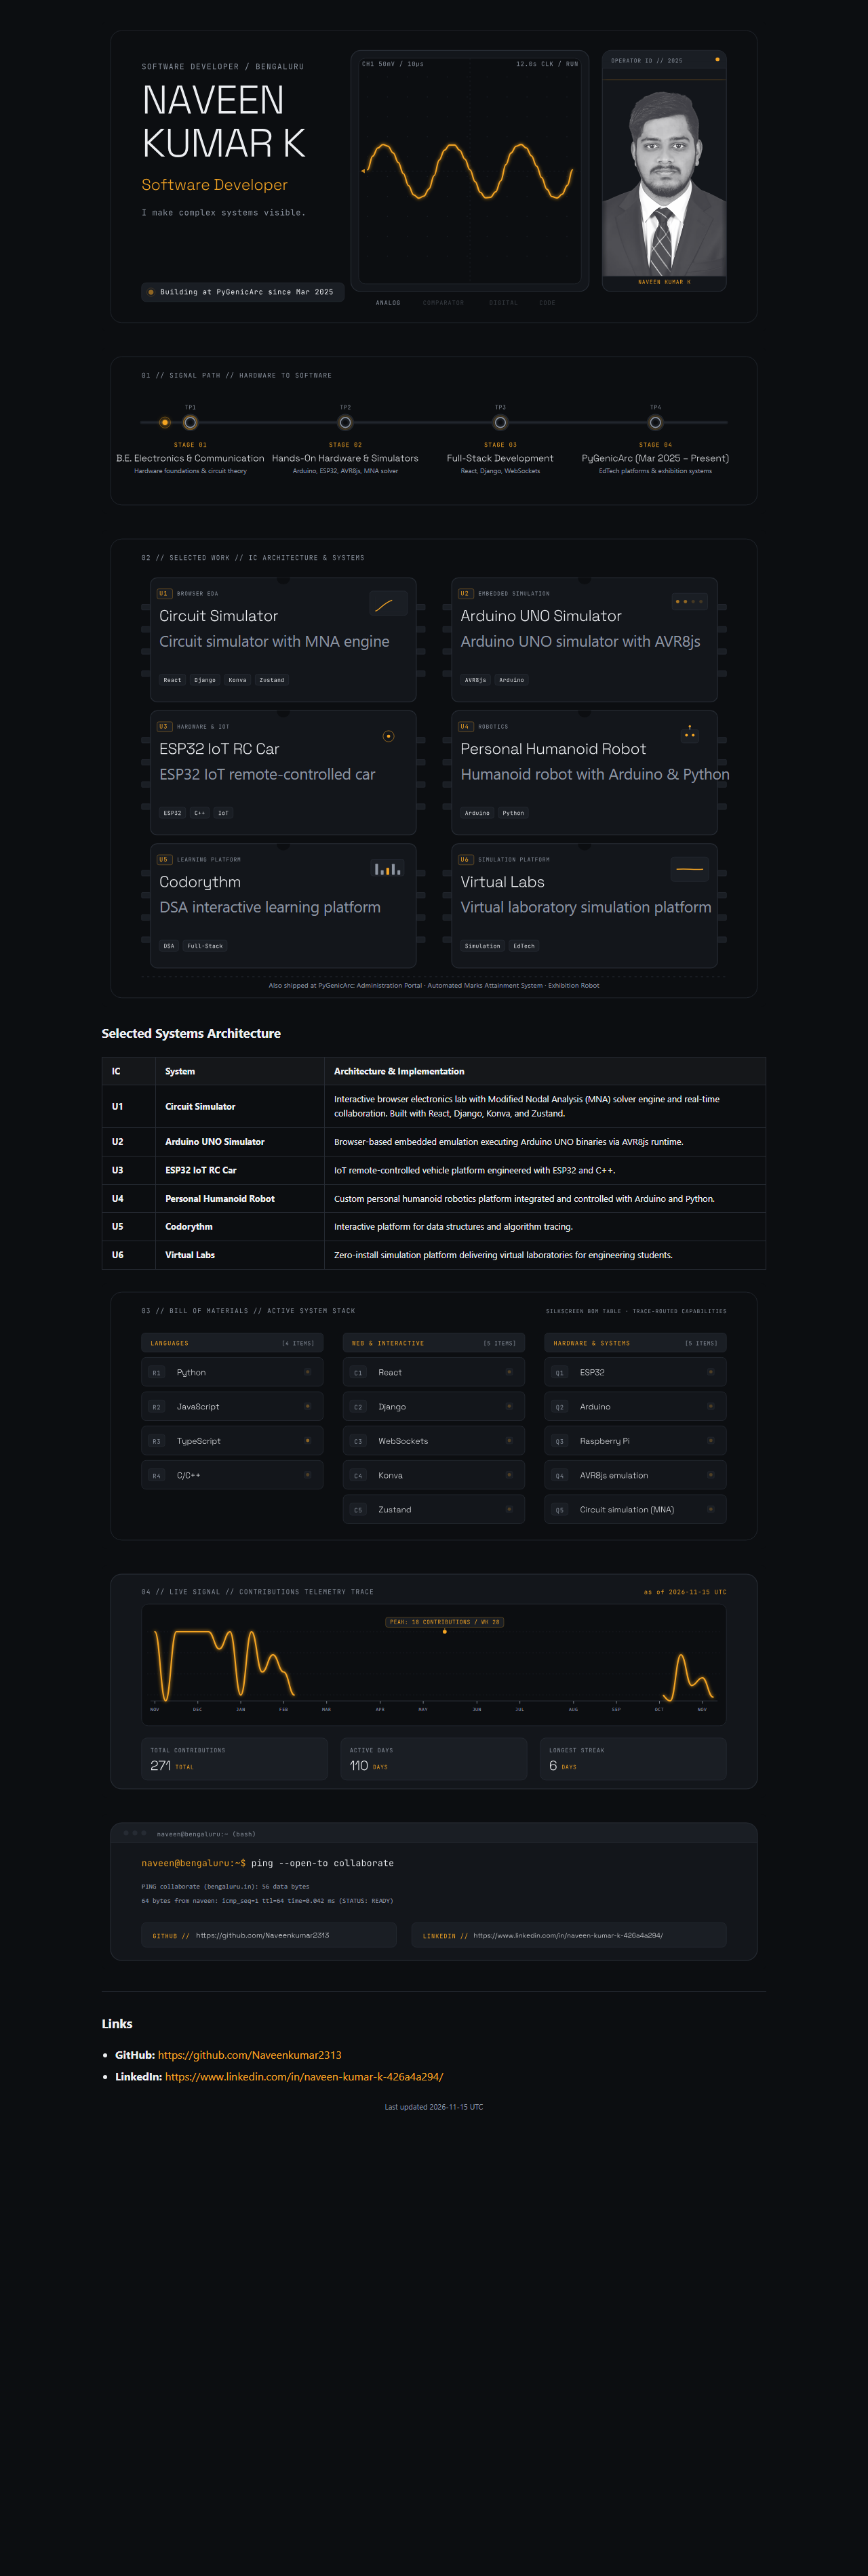 SOFTWARE DEVELOPER / BENGALURU
NAVEEN
KUMAR K
Software Developer
I make complex systems visible.
Building at PyGenicArc since Mar 2025
CH1 50mV / 10µs
12.0s CLK / RUN
ANALOG
COMPARATOR
DIGITAL
CODE
OPERATOR ID // 2025
NAVEEN KUMAR K
01 // SIGNAL PATH // HARDWARE TO SOFTWARE
TP1
TP2
TP3
TP4
STAGE 01
STAGE 02
STAGE 03
STAGE 04
B.E. Electronics & Communication
Hands-On Hardware & Simulators
Full-Stack Development
PyGenicArc (Mar 2025 – Present)
Hardware foundations & circuit theory
Arduino, ESP32, AVR8js, MNA solver
React, Django, WebSockets
EdTech platforms & exhibition systems
02 // SELECTED WORK // IC ARCHITECTURE & SYSTEMS
U1 BROWSER EDA
Circuit Simulator
Circuit simulator with MNA engine
React Django Konva Zustand
U2 EMBEDDED SIMULATION
Arduino UNO Simulator
Arduino UNO simulator with AVR8js
AVR8js Arduino
U3 HARDWARE & IOT
ESP32 IoT RC Car
ESP32 IoT remote-controlled car
ESP32 C++ IoT
U4 ROBOTICS
Personal Humanoid Robot
Humanoid robot with Arduino & Python
Arduino Python
U5 LEARNING PLATFORM
Codorythm
DSA interactive learning platform
DSA Full-Stack
U6 SIMULATION PLATFORM
Virtual Labs
Virtual laboratory simulation platform
Simulation EdTech
Also shipped at PyGenicArc: Administration Portal · Automated Marks Attainment System · Exhibition Robot
Selected Systems Architecture
IC System Architecture & Implementation
U1 Circuit Simulator Interactive browser electronics lab with Modified Nodal Analysis (MNA) solver engine and real-time
collaboration. Built with React, Django, Konva, and Zustand.
U2 Arduino UNO Simulator Browser-based embedded emulation executing Arduino UNO binaries via AVR8js runtime.
U3 ESP32 IoT RC Car IoT remote-controlled vehicle platform engineered with ESP32 and C++.
U4 Personal Humanoid Robot Custom personal humanoid robotics platform integrated and controlled with Arduino and Python.
U5 Codorythm Interactive platform for data structures and algorithm tracing.
U6 Virtual Labs Zero-install simulation platform delivering virtual laboratories for engineering students.
03 // BILL OF MATERIALS // ACTIVE SYSTEM STACK
SILKSCREEN BOM TABLE · TRACE-ROUTED CAPABILITIES
LANGUAGES [4 ITEMS]
R1 Python
R2 JavaScript
R3 TypeScript
R4 C/C++
WEB & INTERACTIVE [5 ITEMS]
C1 React
C2 Django
C3 WebSockets
C4 Konva
C5 Zustand
HARDWARE & SYSTEMS [5 ITEMS]
Q1 ESP32
Q2 Arduino
Q3 Raspberry Pi
Q4 AVR8js emulation
Q5 Circuit simulation (MNA)
04 // LIVE SIGNAL // CONTRIBUTIONS TELEMETRY TRACE
as of 2026-11-15 UTC
PEAK: 18 CONTRIBUTIONS / WK 28
NOV DEC JAN FEB MAR APR MAY JUN JUL AUG SEP OCT NOV
TOTAL CONTRIBUTIONS
271 TOTAL
ACTIVE DAYS
110 DAYS
LONGEST STREAK
6 DAYS
naveen@bengaluru:~ (bash)
naveen@bengaluru:~$ ping --open-to collaborate
PING collaborate (bengaluru.in): 56 data bytes
64 bytes from naveen: icmp_seq=1 ttl=64 time=0.042 ms (STATUS: READY)
GITHUB // https://github.com/Naveenkumar2313
LINKEDIN // https://www.linkedin.com/in/naveen-kumar-k-426a4a294/
Links
GitHub: https://github.com/Naveenkumar2313
LinkedIn: https://www.linkedin.com/in/naveen-kumar-k-426a4a294/
Last updated 2026-11-15 UTC